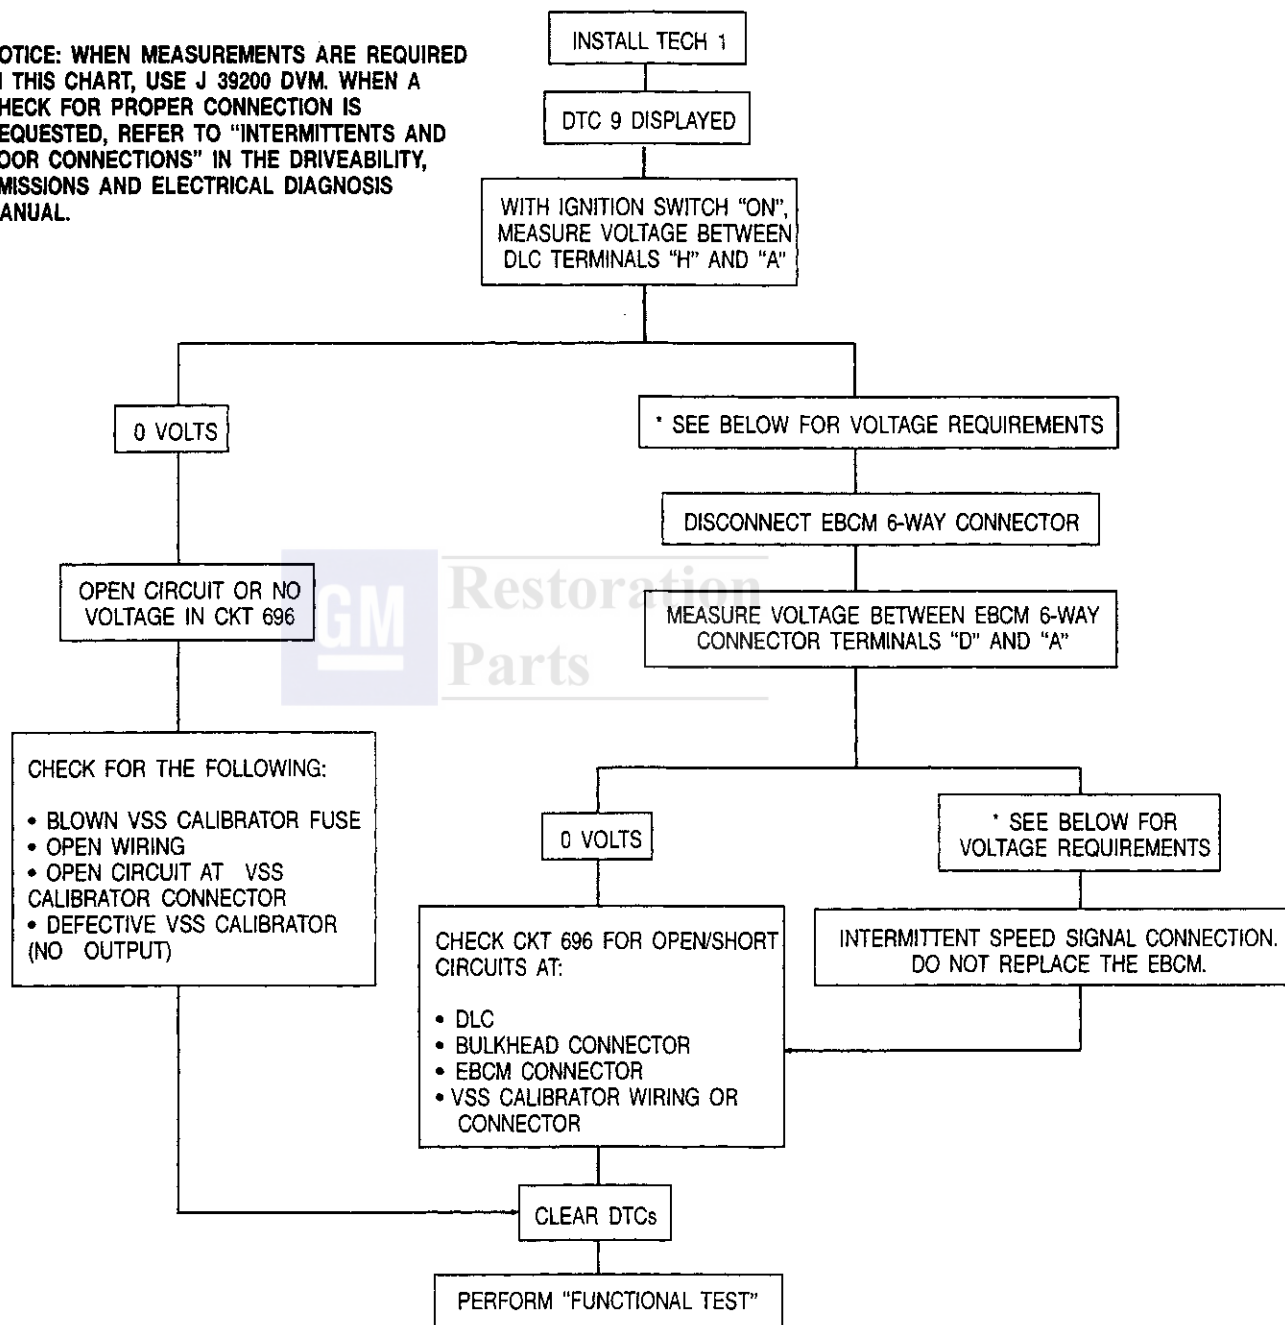 OTICE: WHEN MEASUREMENTS ARE REQUIRED
THIS CHART, USE J 39200 DVM. WHEN A
HECK FOR PROPER CONNECTION IS
EQUESTED, REFER TO “INTERMITTENTS AND
OOR CONNECTIONS” IN THE DRIVEABILITY,
MISSIONS AND ELECTRICAL DIAGNOSIS
ANUAL.
INSTALL TECH 1
DTC 9 DISPLAYED
WITH IGNITION SWITCH “ON”,
MEASURE VOLTAGE BETWEEN
DLC TERMINALS “H” AND “A”
0 VOLTS
* SEE BELOW FOR VOLTAGE REQUIREMENTS
DISCONNECT EBCM 6-WAY CONNECTOR
OPEN CIRCUIT OR NO
VOLTAGE IN CKT 696
GM
Restoration
Parts
MEASURE VOLTAGE BETWEEN EBCM 6-WAY
CONNECTOR TERMINALS “D” AND “A”
CHECK FOR THE FOLLOWING:
• BLOWN VSS CALIBRATOR FUSE
• OPEN WIRING
• OPEN CIRCUIT AT VSS
CALIBRATOR CONNECTOR
• DEFECTIVE VSS CALIBRATOR
(NO OUTPUT)
0 VOLTS
* SEE BELOW FOR
VOLTAGE REQUIREMENTS
CHECK CKT 696 FOR OPEN/SHORT
CIRCUITS AT:
• DLC
• BULKHEAD CONNECTOR
• EBCM CONNECTOR
• VSS CALIBRATOR WIRING OR
CONNECTOR
INTERMITTENT SPEED SIGNAL CONNECTION.
DO NOT REPLACE THE EBCM.
CLEAR DTCs
PERFORM “FUNCTIONAL TEST”